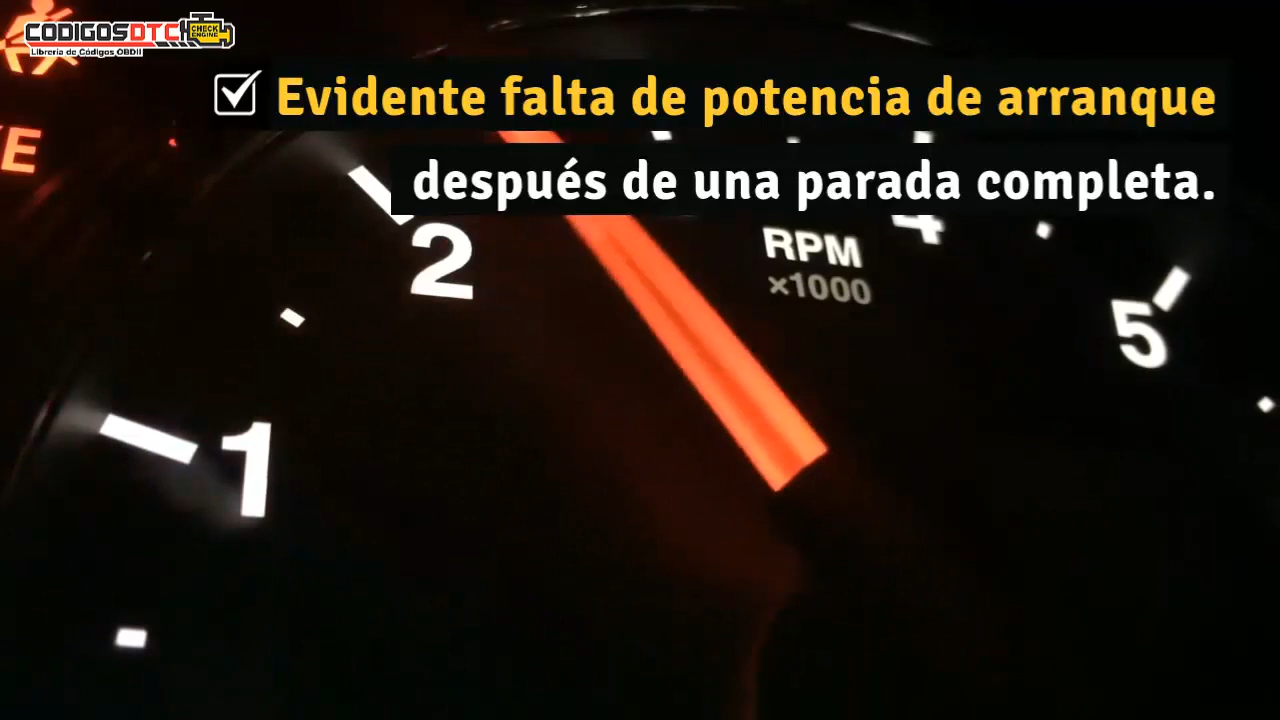 CODIGOSDTC
CHECK
ENGINE
Librería de Códigos OBDII
Evidente falta de potencia de arranque
después de una parada completa.
E
2
4
RPM
x1000
5
1